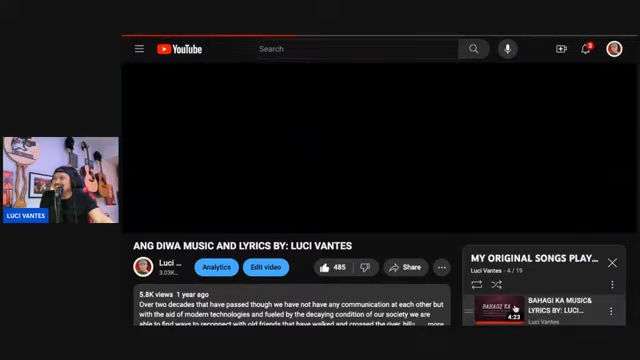 YouTube
Search
3
LUCI VANTES
ANG DIWA MUSIC AND LYRICS BY: LUCI VANTES
Luci ...
3.03K...
Analytics
Edit video
485
Share
5.8K views 1 year ago
Over two decades that have passed though we have not have any communication at each other but
with the aid of modern technologies and fueled by the decaying condition of our society we are
able to find ways to reconnect with old friends that have walked and crossed the river, hills
...more
MY ORIGINAL SONGS PLAY...
Luci Vantes - 4 / 19
BAHAGI KA
4:23
BAHAGI KA MUSIC&
LYRICS BY: LUCI...
Luci Vantes